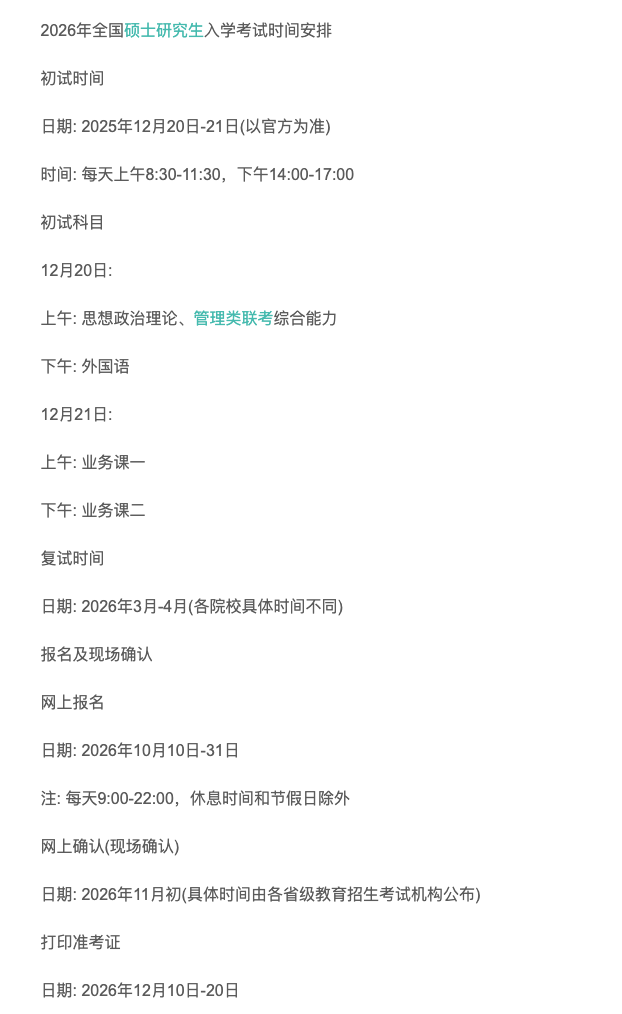 2026年全国硕士研究生入学考试时间安排
初试时间
日期: 2025年12月20日-21日(以官方为准)
时间: 每天上午8:30-11:30，下午14:00-17:00
初试科目
12月20日:
上午: 思想政治理论、管理类联考综合能力
下午: 外国语
12月21日:
上午: 业务课一
下午: 业务课二
复试时间
日期: 2026年3月-4月(各院校具体时间不同)
报名及现场确认
网上报名
日期: 2026年10月10日-31日
注: 每天9:00-22:00，休息时间和节假日除外
网上确认(现场确认)
日期: 2026年11月初(具体时间由各省级教育招生考试机构公布)
打印准考证
日期: 2026年12月10日-20日